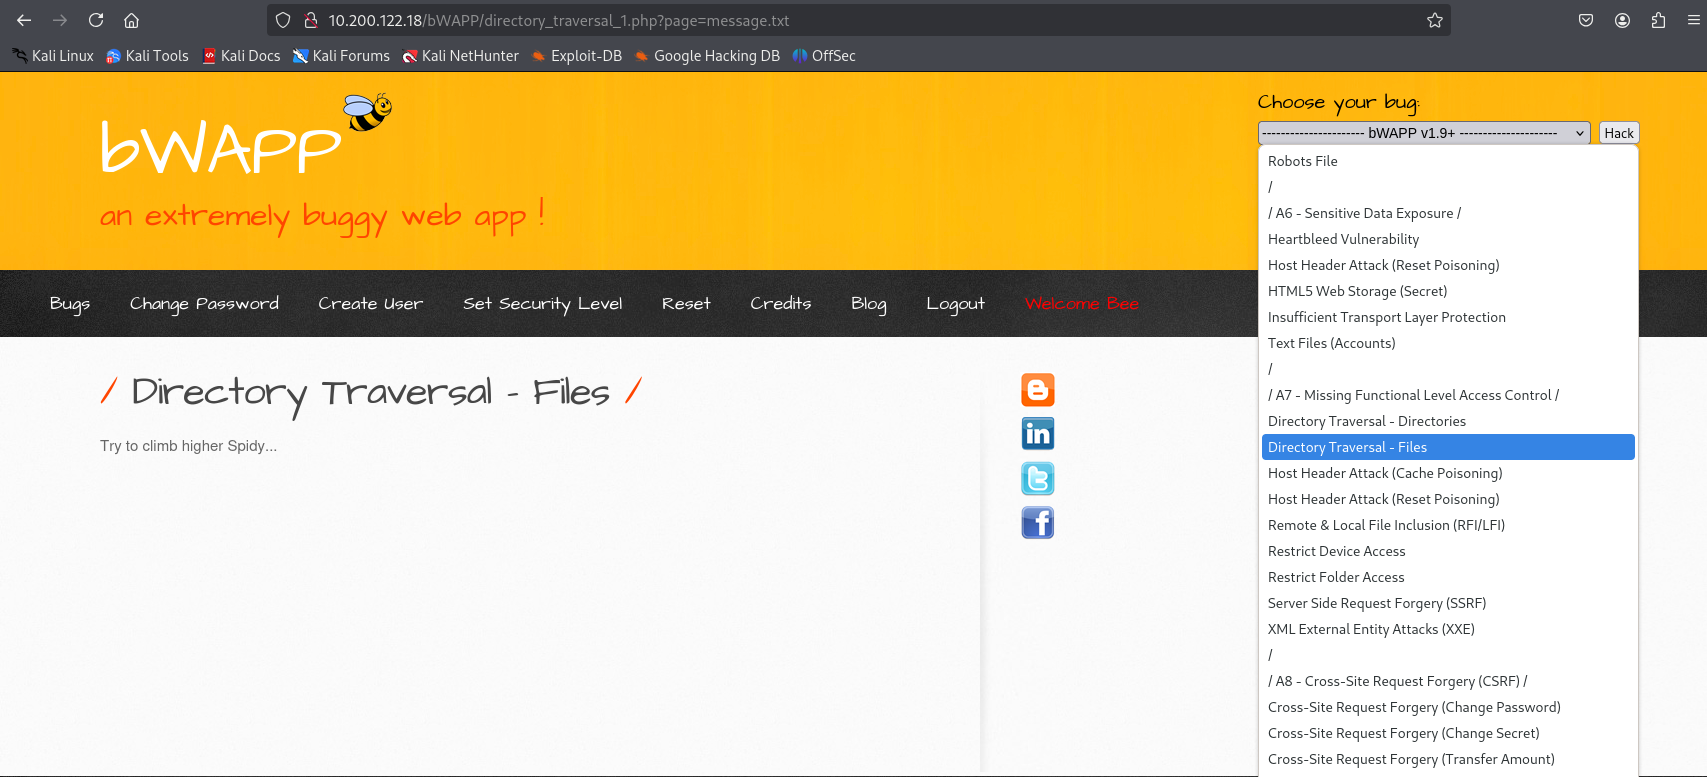 10.200.122.18/bWAPP/directory_traversal_1.php?page=message.txt
Kali Linux Kali Tools Kali Docs Kali Forums Kali NetHunter Exploit-DB Google Hacking DB OffSec
bWAPP
an extremely buggy web app !
Choose your bug:
---------------------- bWAPP v1.9+ --------------------- Hack
Robots File
/
/ A6 - Sensitive Data Exposure /
Heartbleed Vulnerability
Host Header Attack (Reset Poisoning)
HTML5 Web Storage (Secret)
Insufficient Transport Layer Protection
Text Files (Accounts)
/
/ A7 - Missing Functional Level Access Control /
Directory Traversal - Directories
Directory Traversal - Files
Host Header Attack (Cache Poisoning)
Host Header Attack (Reset Poisoning)
Remote & Local File Inclusion (RFI/LFI)
Restrict Device Access
Restrict Folder Access
Server Side Request Forgery (SSRF)
XML External Entity Attacks (XXE)
/
/ A8 - Cross-Site Request Forgery (CSRF) /
Cross-Site Request Forgery (Change Password)
Cross-Site Request Forgery (Change Secret)
Cross-Site Request Forgery (Transfer Amount)
Bugs Change Password Create User Set Security Level Reset Credits Blog Logout Welcome Bee
/ Directory Traversal - Files /
Try to climb higher Spidy...